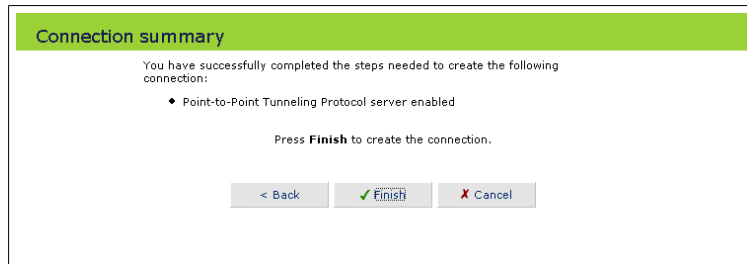 Connection summary
You have successfully completed the steps needed to create the following
connection:
Point-to-Point Tunneling Protocol server enabled
Press Finish to create the connection.
< Back
Finish
Cancel